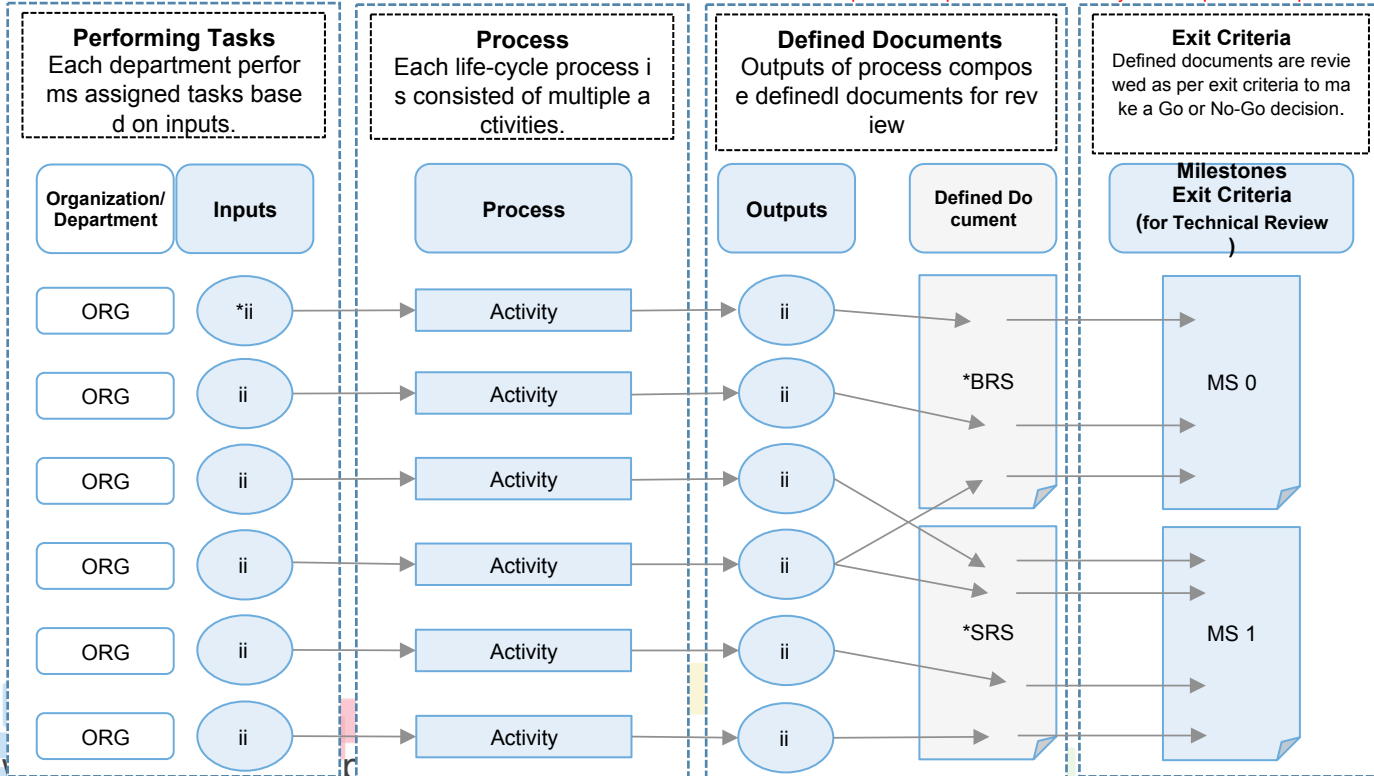 Performing Tasks
Each department perfor
ms assigned tasks base
d on inputs.
Process
Each life-cycle process i
s consisted of multiple a
ctivities.
Defined Documents
Outputs of process compos
e definedl documents for rev
iew
Exit Criteria
Defined documents are revie
wed as per exit criteria to ma
ke a Go or No-Go decision.
Organization/
Department
Inputs
Process
Outputs
Defined Do
cument
Milestones
Exit Criteria
(for Technical Review
)
ORG
*ii
Activity
ii
ORG
ii
Activity
ii
*BRS
MS 0
ORG
ii
Activity
ii
ORG
ii
Activity
ii
ORG
ii
Activity
ii
*SRS
MS 1
ORG
ii
Activity
ii